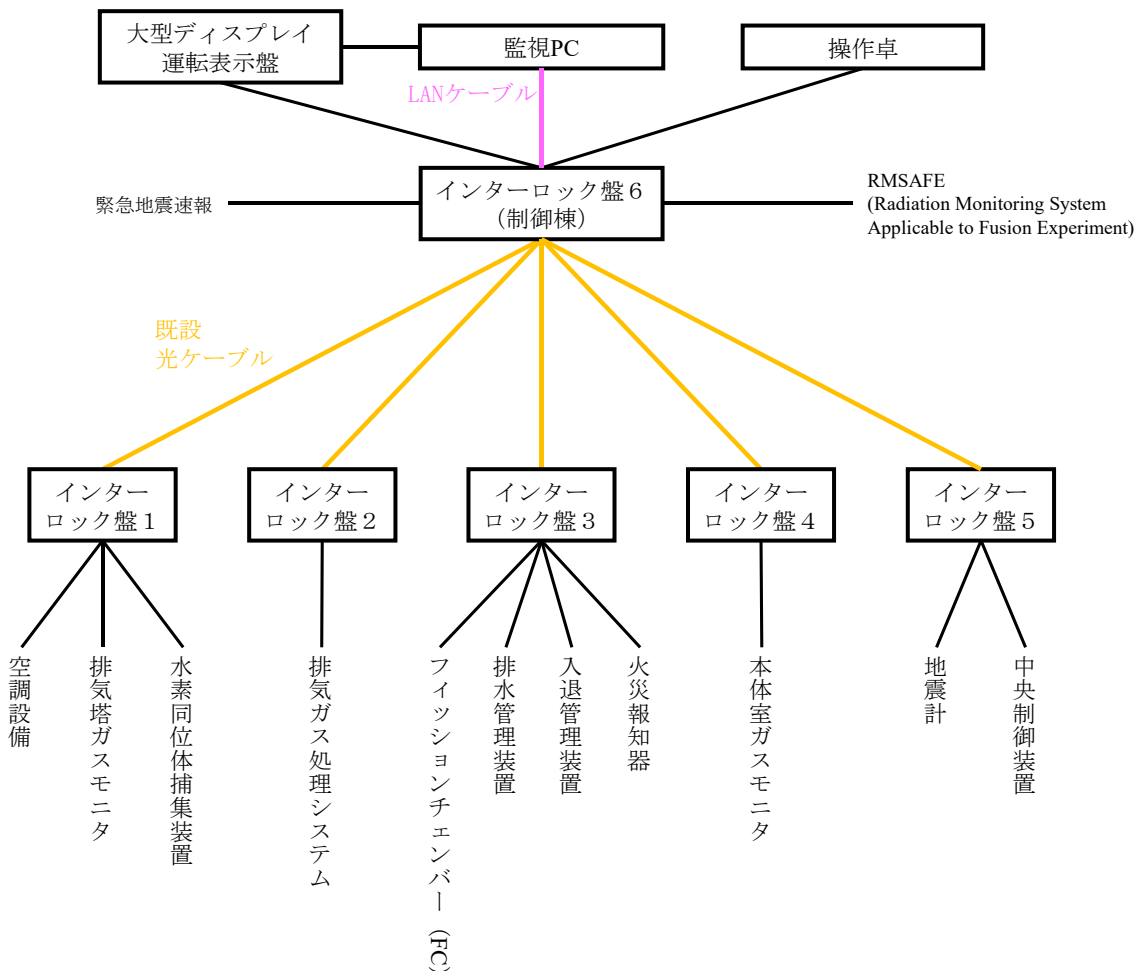 大型ディスプレイ
運転表示盤
監視PC
操作卓
LANケーブル
緊急地震速報
インターロック盤６
（制御棟）
RMSAFE
(Radiation Monitoring System
Applicable to Fusion Experiment)
既設
光ケーブル
インター
ロック盤１
インター
ロック盤２
インター
ロック盤３
インター
ロック盤４
インター
ロック盤５
空調設備
排気塔ガスモニタ
水素同位体捕集装置
排気ガス処理システム
フィッションチェンバー（FC）
排水管理装置
入退管理装置
火災報知器
本体室ガスモニタ
地震計
中央制御装置